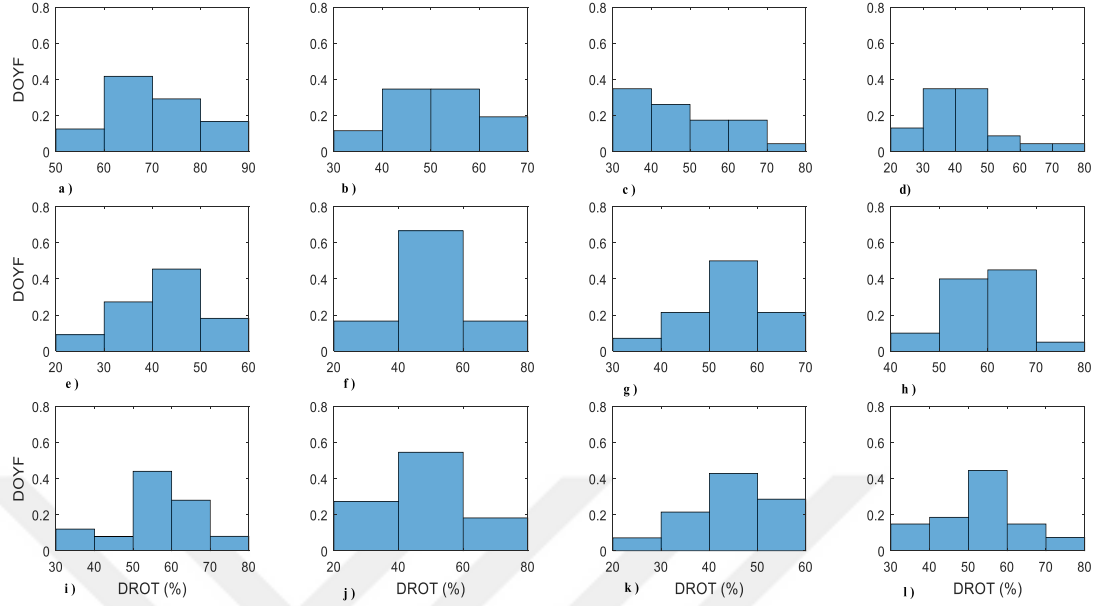 0.8 0.8 0.8 0.8
0.6 0.6 0.6 0.6
DOYF
0.4 0.4 0.4 0.4
0.2 0.2 0.2 0.2
0 0 0 0
50 60 70 80 90 30 40 50 60 70 30 40 50 60 70 80 20 30 40 50 60 70 80
a ) b ) c ) d)
0.8 0.8 0.8 0.8
0.6 0.6 0.6 0.6
DOYF
0.4 0.4 0.4 0.4
0.2 0.2 0.2 0.2
0 0 0 0
20 30 40 50 60 20 40 60 80 30 40 50 60 70 40 50 60 70 80
e ) f ) g ) h )
0.8 0.8 0.8 0.8
0.6 0.6 0.6 0.6
DOYF
0.4 0.4 0.4 0.4
0.2 0.2 0.2 0.2
0 0 0 0
30 40 50 60 70 80 20 40 60 80 20 30 40 50 60 30 40 50 60 70 80
i ) DROT (%) j ) DROT (%) k ) DROT (%) l ) DROT (%)